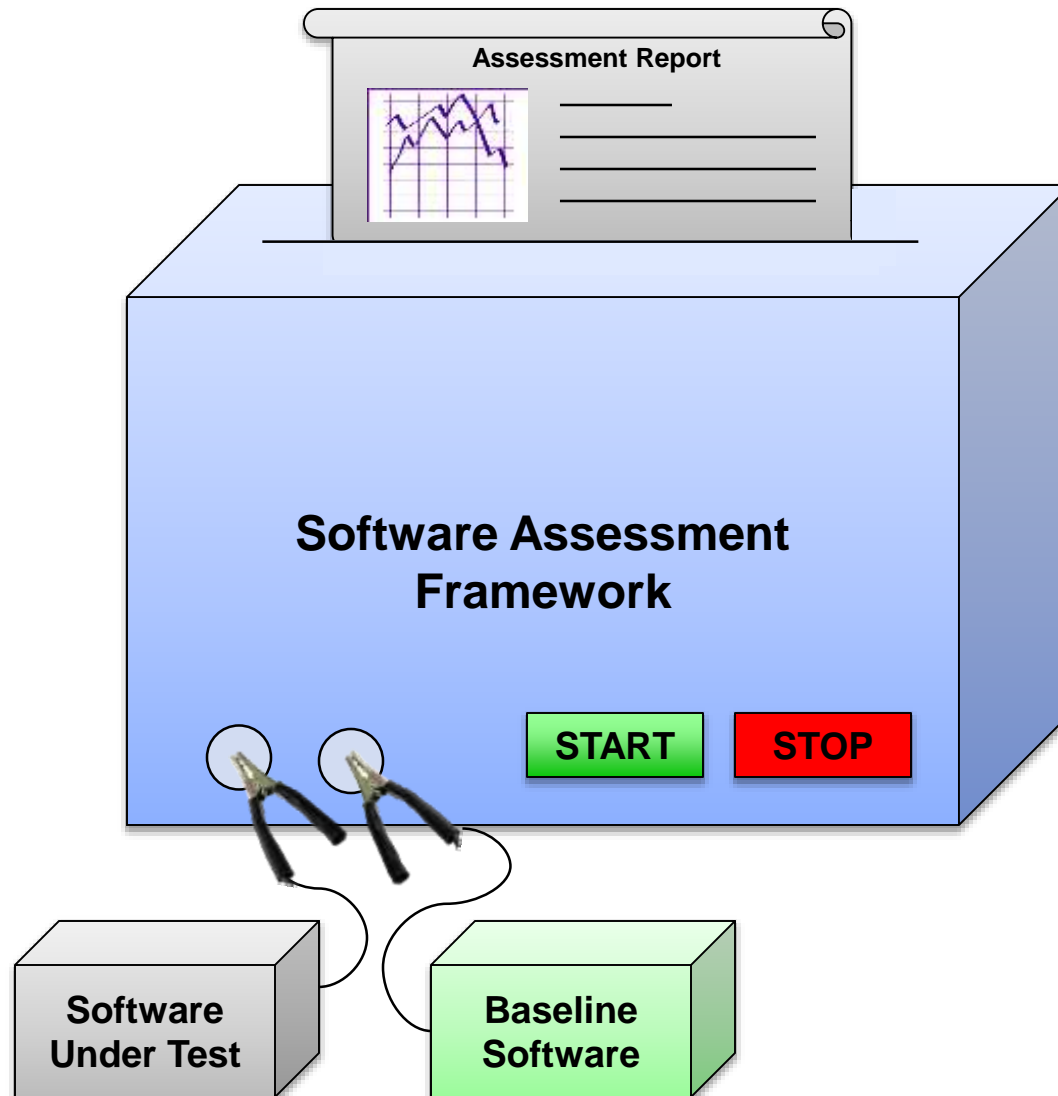 Assessment Report
Software Assessment
Framework
START
STOP
Software
Under Test
Baseline
Software